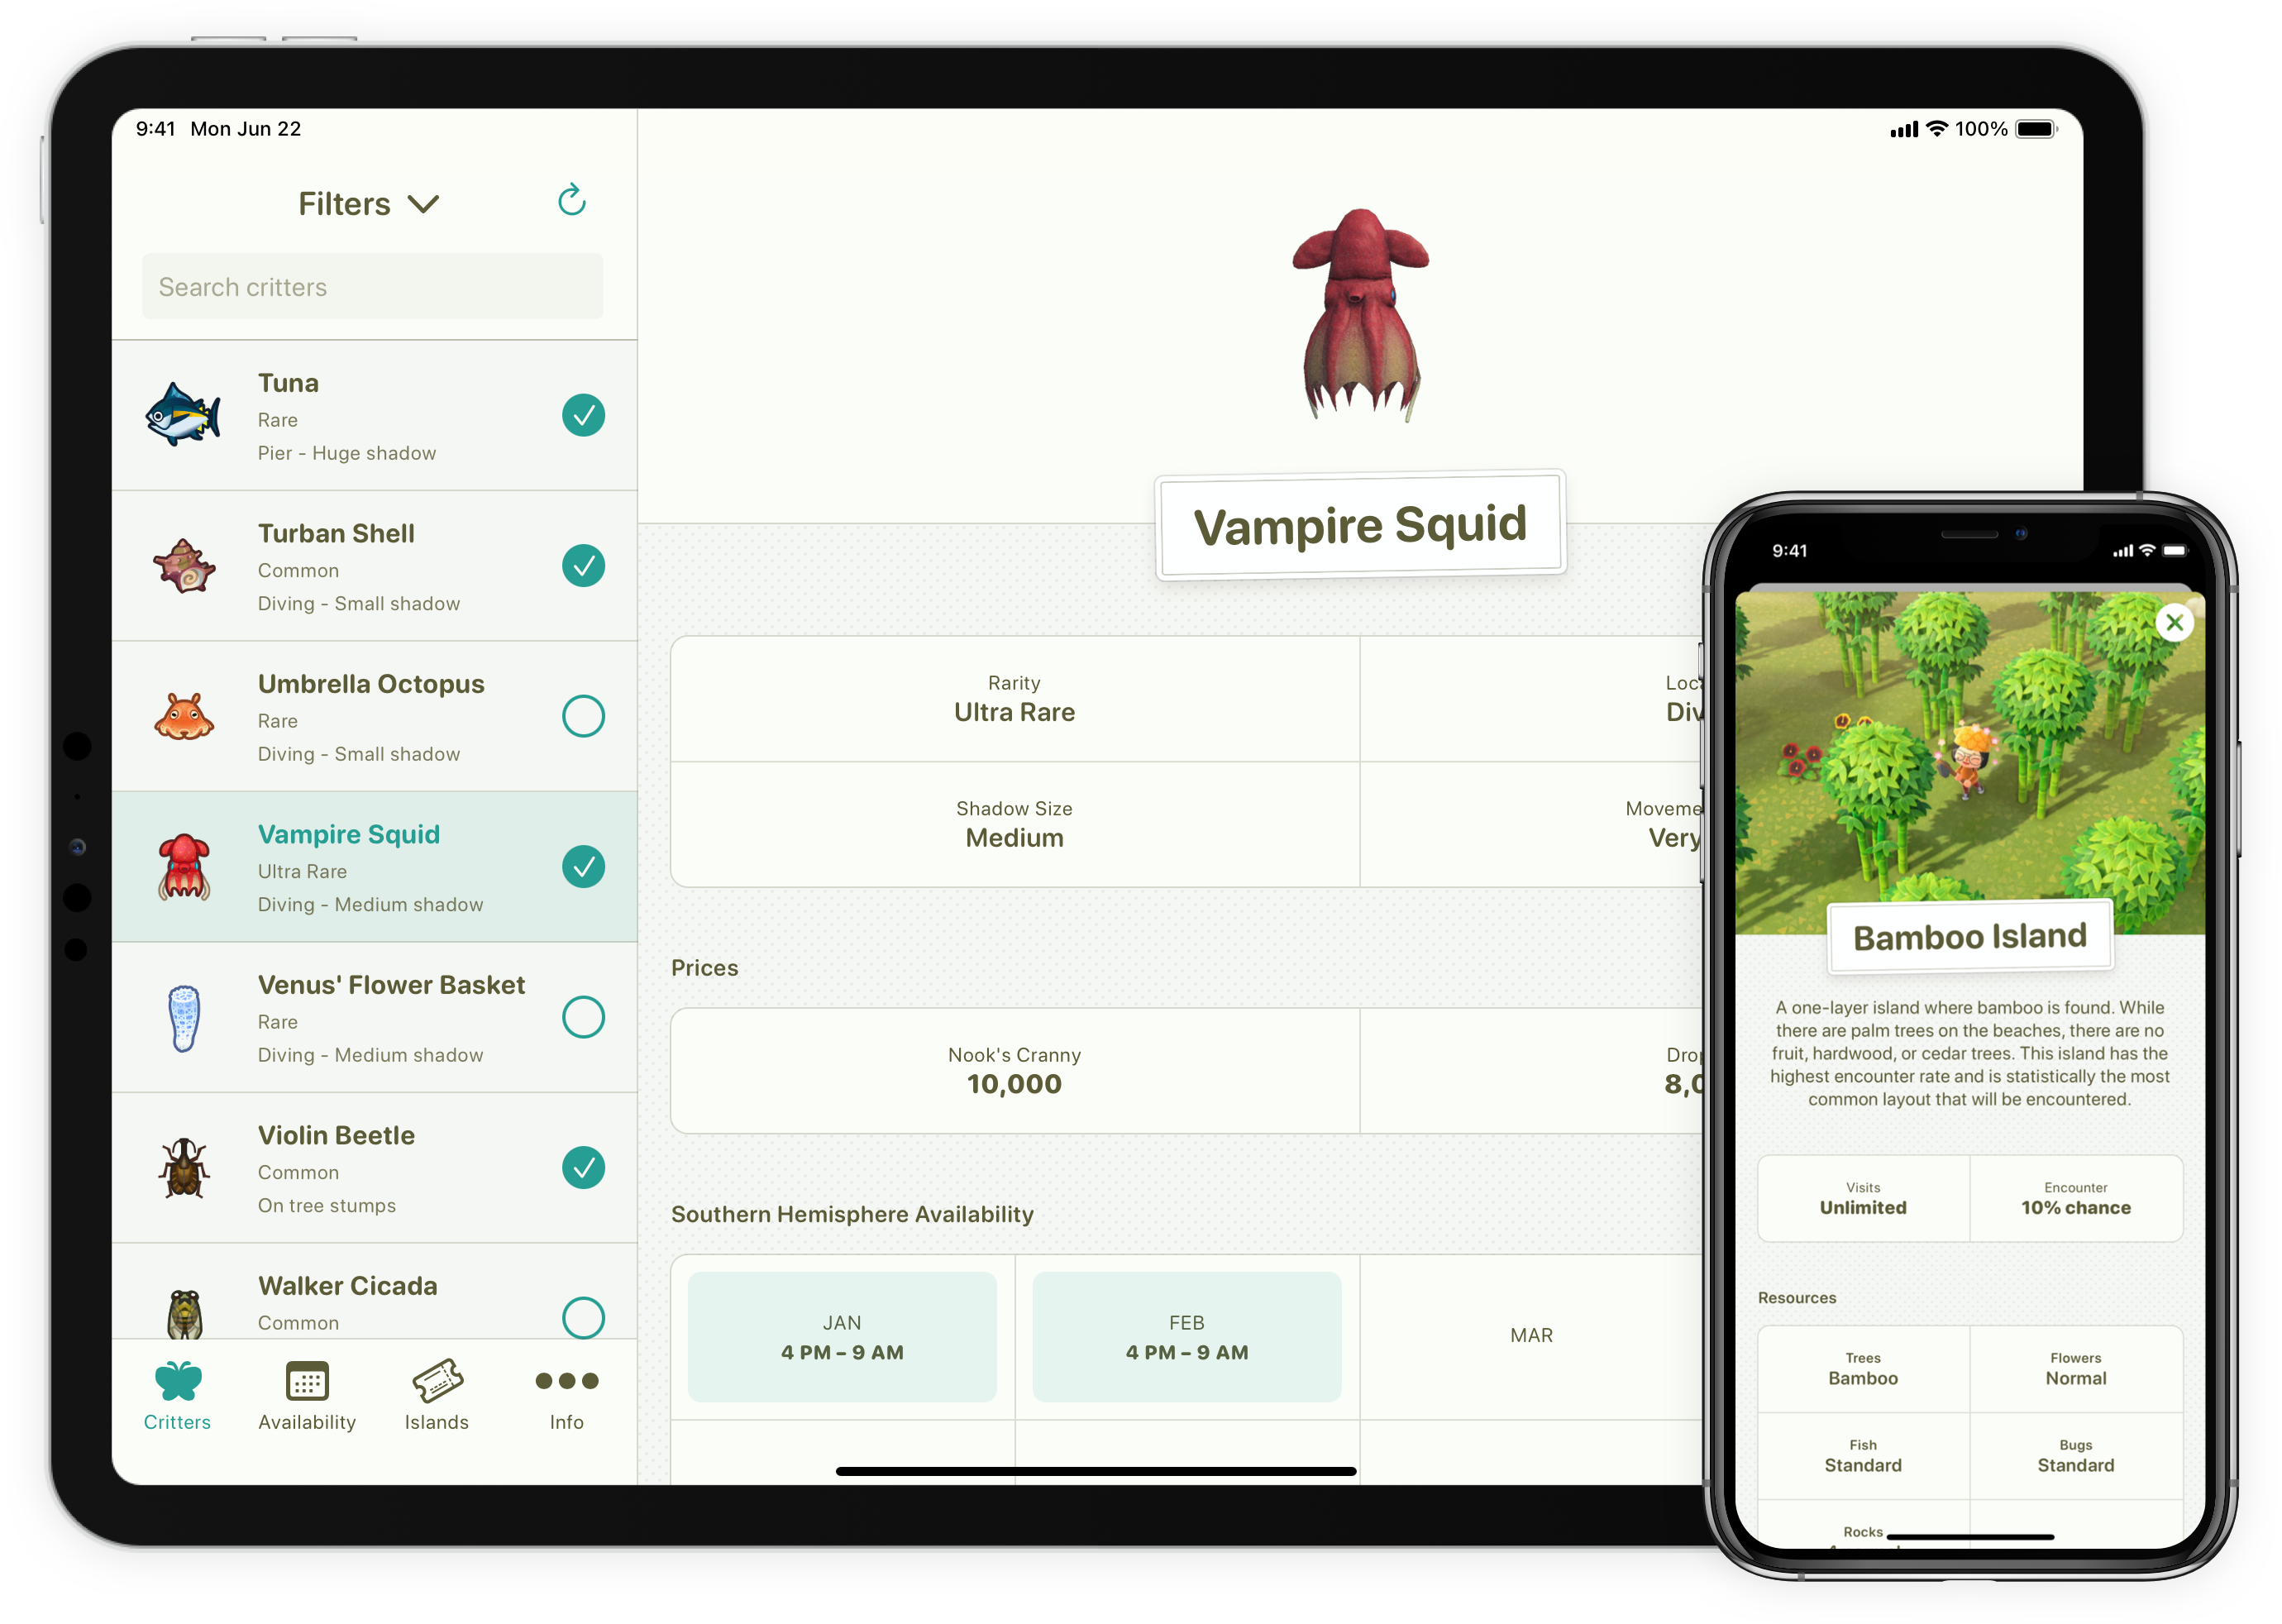 9:41 Mon Jun 22
100%
Filters
Search critters
Tuna
Rare
Pier - Huge shadow
Turban Shell
Common
Diving - Small shadow
Umbrella Octopus
Rare
Diving - Small shadow
Vampire Squid
Ultra Rare
Diving - Medium shadow
Venus' Flower Basket
Rare
Diving - Medium shadow
Violin Beetle
Common
On tree stumps
Walker Cicada
Common
Critters
Availability
Islands
Info
Vampire Squid
Rarity
Ultra Rare
Shadow Size
Medium
Very
Prices
Nook's Cranny
10,000
Southern Hemisphere Availability
JAN
4 PM – 9 AM
FEB
4 PM – 9 AM
MAR
9:41
Bamboo Island
A one-layer island where bamboo is found. While
there are palm trees on the beaches, there are no
fruit, hardwood, or cedar trees. This island has the
highest encounter rate and is statistically the most
common layout that will be encountered.
Visits
Unlimited
Encounter
10% chance
Resources
Trees
Bamboo
Flowers
Normal
Fish
Standard
Bugs
Standard
Rocks